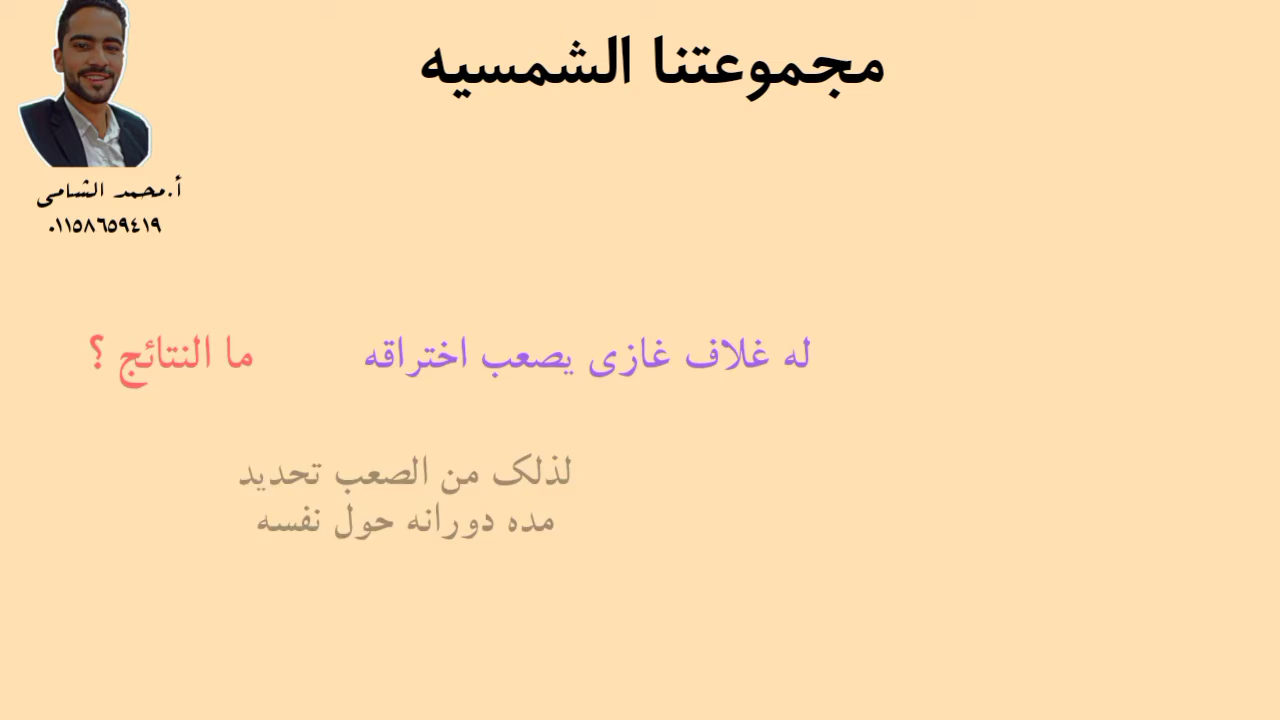 مجموعتنا الشمسيه
أ.محمد الشامى
٠١١٥٨٦٥٩٤١٩
له غلاف غازى يصعب اختراقه
ما النتائج ؟
لذلک من الصعب تحديد
مده دورانه حول نفسه